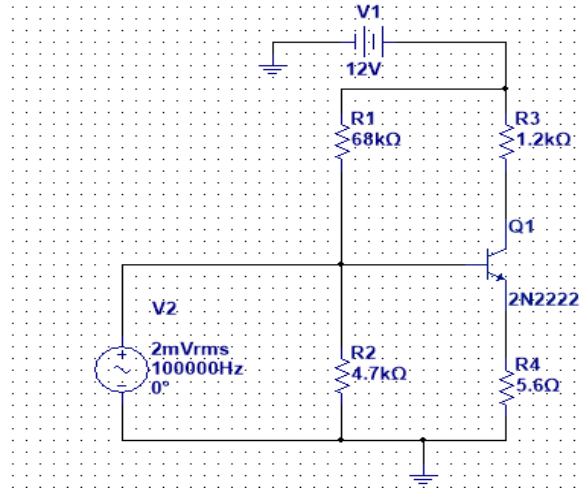 V1
12V
R1
68kΩ
R3
1.2kΩ
Q1
2N2222
V2
2mVrms
100000Hz
0°
R2
4.7kΩ
R4
5.6Ω